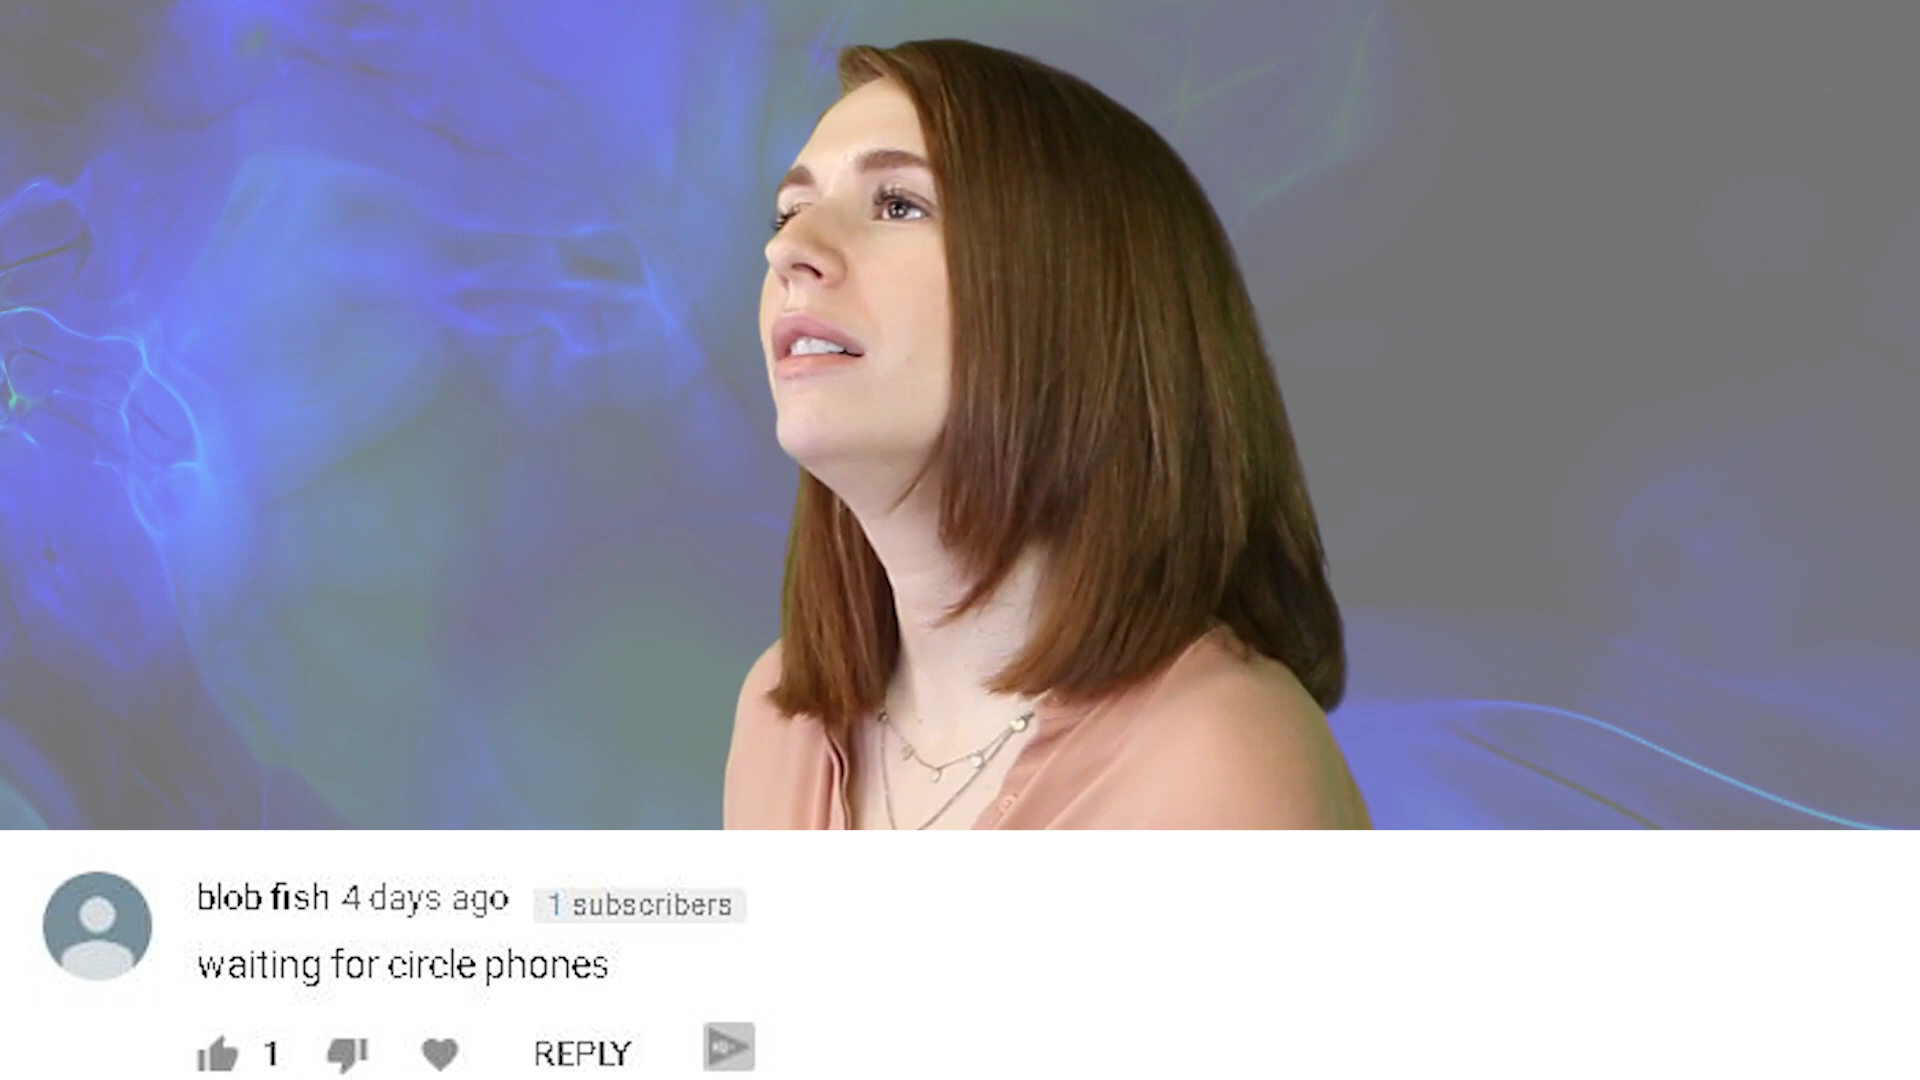 blob fish 4 days ago 1 subscribers
waiting for circle phones
1 REPLY